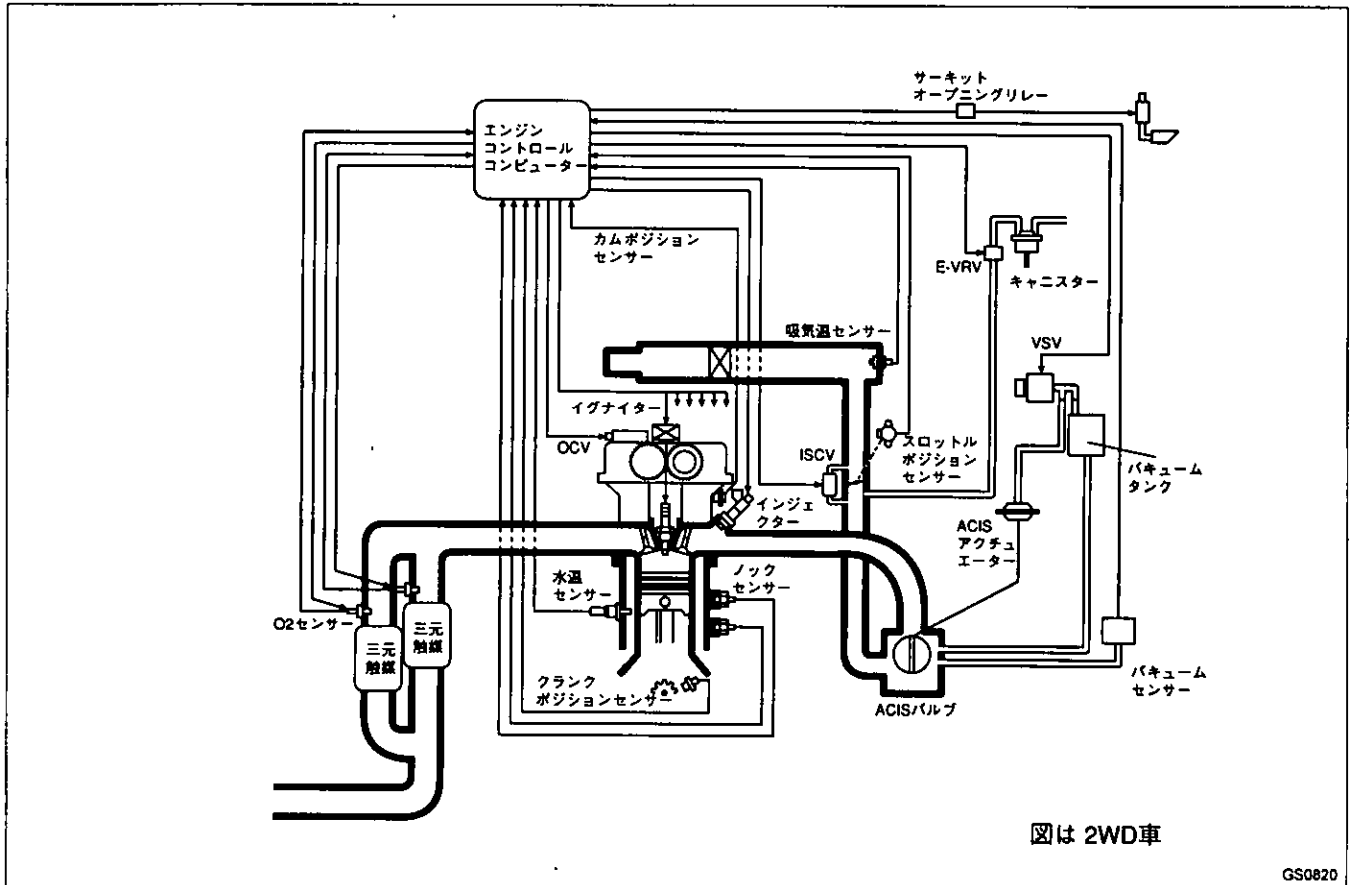 サーキット
オープニングリレー
エンジン
コントロール
コンピューター
カムポジション
センサー
E-VRV
キャニスター
吸気温センサー
VSV
イグナイター
OCV
ISCV
スロットル
ポジション
センサー
バキューム
タンク
インジェ
クター
ACIS
アクチュ
エーター
水温
センサー
ノック
センサー
O2センサー
三元
触媒
三元
触媒
クランク
ポジションセンサー
バキューム
センサー
ACISバルブ
図は 2WD車
GS0820